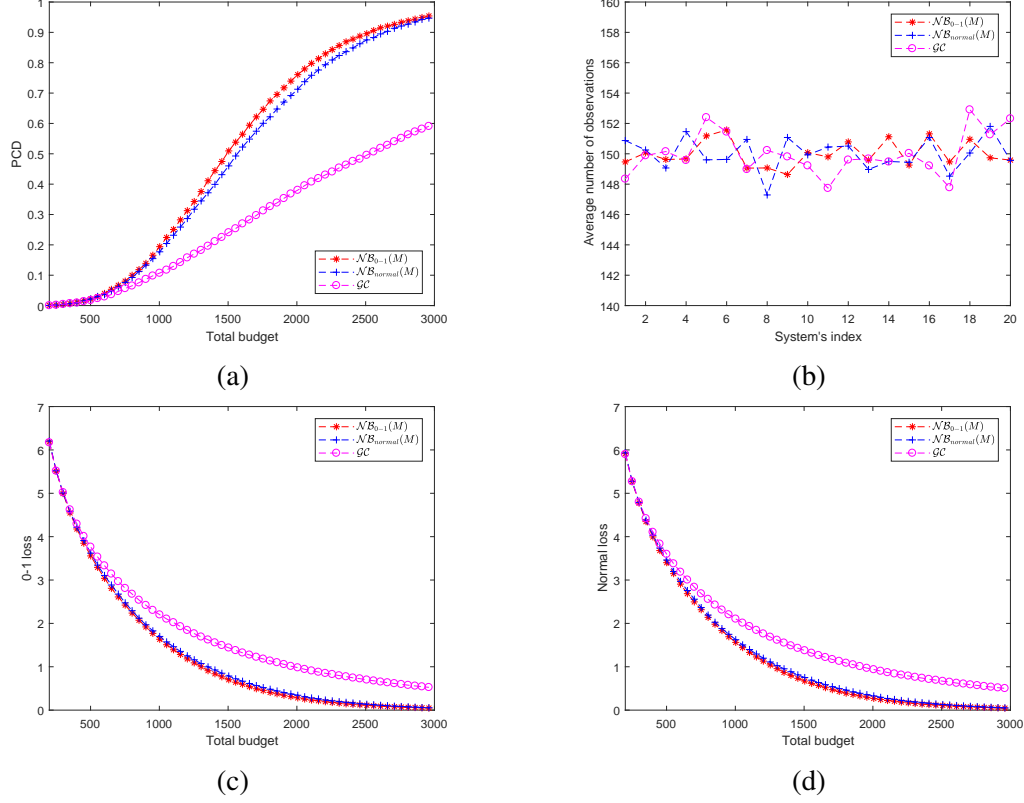 1
0.9
0.8
0.7
0.6
0.5
0.4
0.3
0.2
0.1
0
PCD
500 1000 1500 2000 2500 3000
Total budget
NB0-1(M)
NBnormal(M)
GC
(a)
160
158
156
154
152
150
148
146
144
142
140
Average number of observations
2 4 6 8 10 12 14 16 18 20
System's index
NB0-1(M)
NBnormal(M)
GC
(b)
7
6
5
4
3
2
1
0
0-1 loss
500 1000 1500 2000 2500 3000
Total budget
NB0-1(M)
NBnormal(M)
GC
(c)
7
6
5
4
3
2
1
0
Normal loss
500 1000 1500 2000 2500 3000
Total budget
NB0-1(M)
NBnormal(M)
GC
(d)